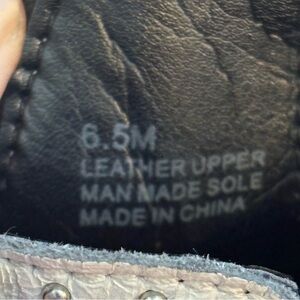 6.5M
LEATHER UPPER
MAN MADE SOLE
MADE IN CHINA